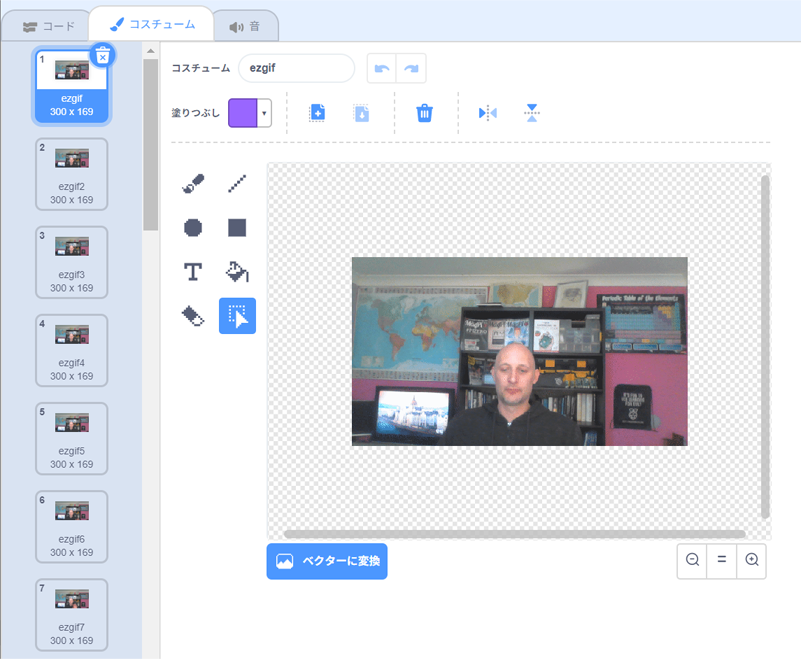 コード
コスチューム
音
1
ezgif
300 x 169
2
ezgif2
300 x 169
3
ezgif3
300 x 169
4
ezgif4
300 x 169
5
ezgif5
300 x 169
6
ezgif6
300 x 169
7
ezgif7
300 x 169
コスチューム
ezgif
塗りつぶし
T
Periodic Table of the Elements
ベクターに変換